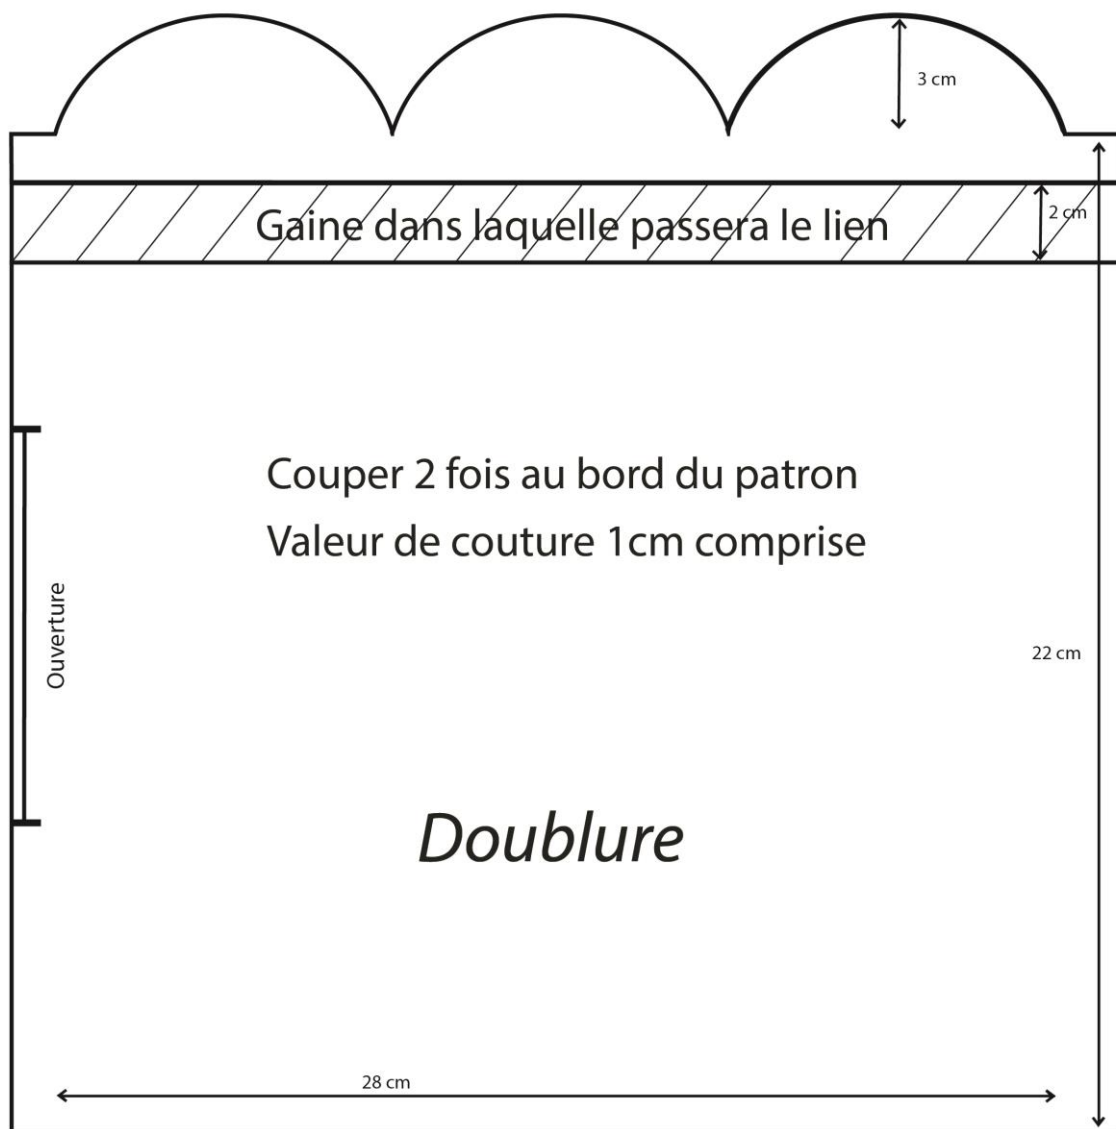 3 cm
2 cm
Gaine dans laquelle passera le lien
Couper 2 fois au bord du patron
Valeur de couture 1cm comprise
Ouverture
22 cm
Doublure
28 cm